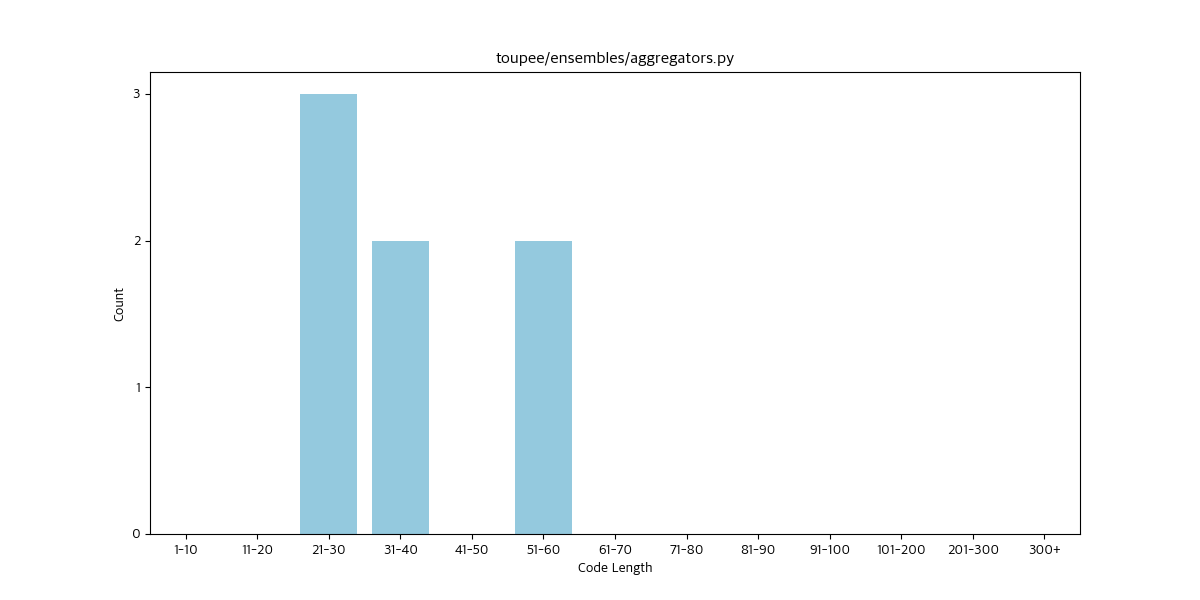 toupee/ensembles/aggregators.py
3
2
1
0
Count
1-10 11-20 21-30 31-40 41-50 51-60 61-70 71-80 81-90 91-100 101-200 201-300 300+
Code Length